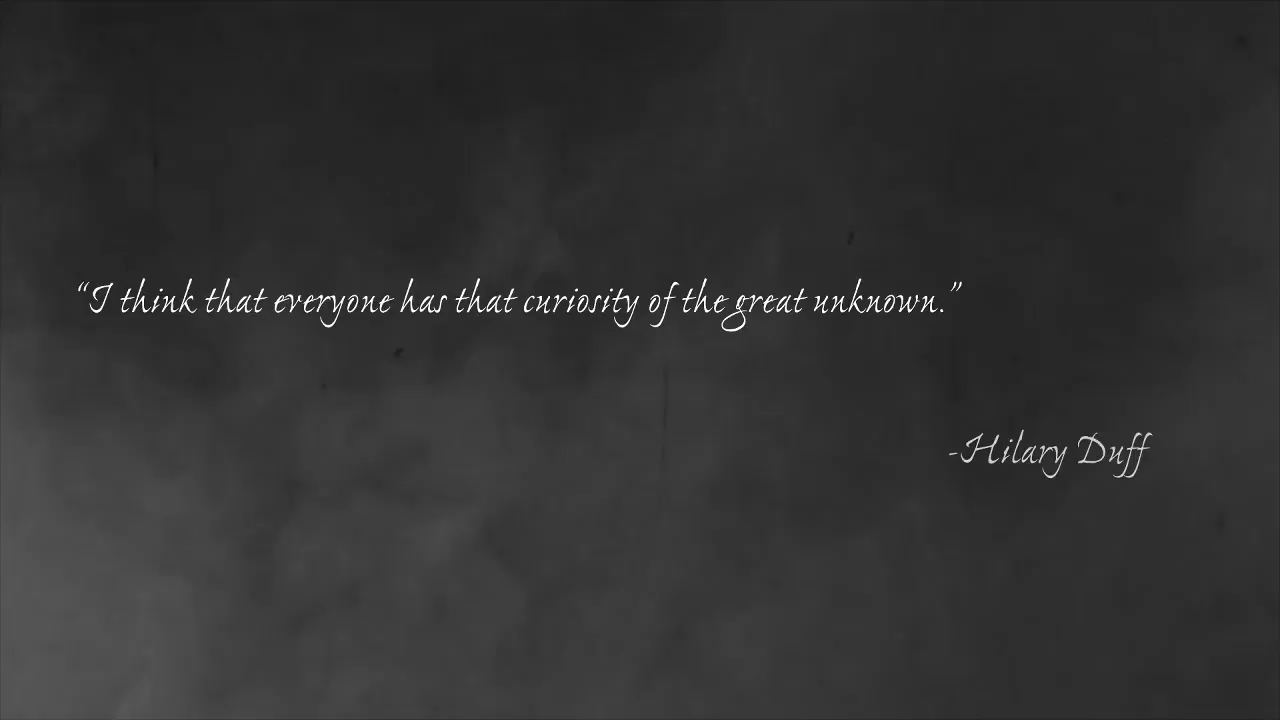 “I think that everyone has that curiosity of the great unknown.”
-Hilary Duff